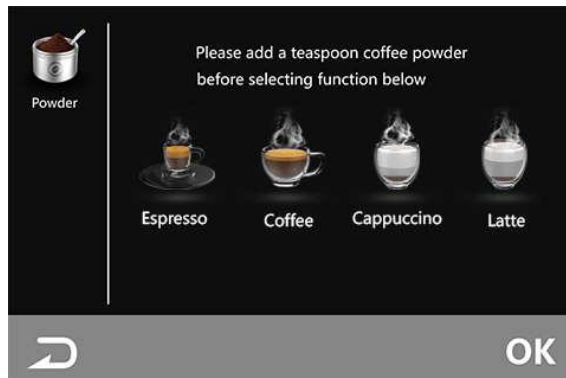 Please add a teaspoon coffee powder
before selecting function below
Powder
Espresso
Coffee
Cappuccino
Latte
OK